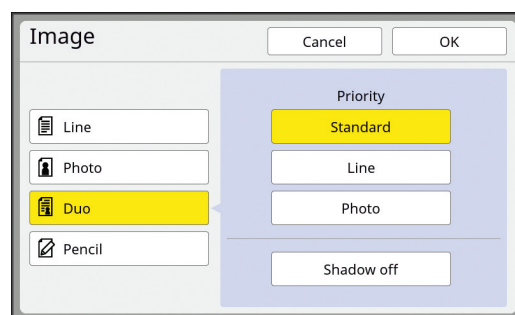 Image
Cancel
OK
Line
Photo
Duo
Pencil
Priority
Standard
Line
Photo
Shadow off